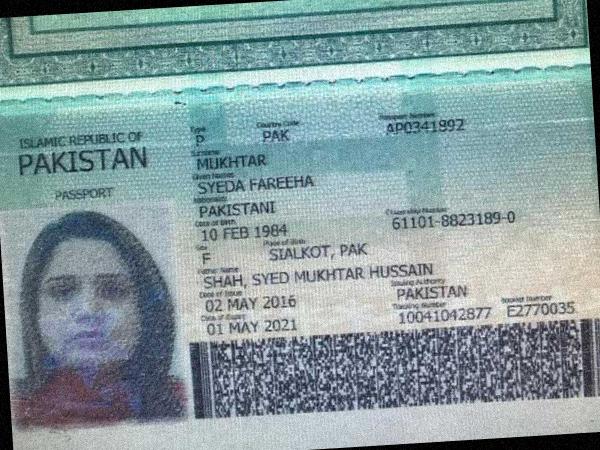 ISLAMIC REPUBLIC OF
PAKISTAN
PASSPORT
Type
Country Code
Passport Number
P
PAK
AP0341892
Surname
MUKHTAR
Given Names
SYEDA FAREEHA
Nationality
PAKISTANI
Date of Birth
Citizenship Number
10 FEB 1984
61101-8823189-0
Sex
Place of Birth
F
SIALKOT, PAK
Father Name
SHAH, SYED MUKHTAR HUSSAIN
Date of Issue
Issuing Authority
02 MAY 2016
PAKISTAN
Date of Expiry
Tracking Number
Booklet Number
01 MAY 2021
10041042877
E2770035